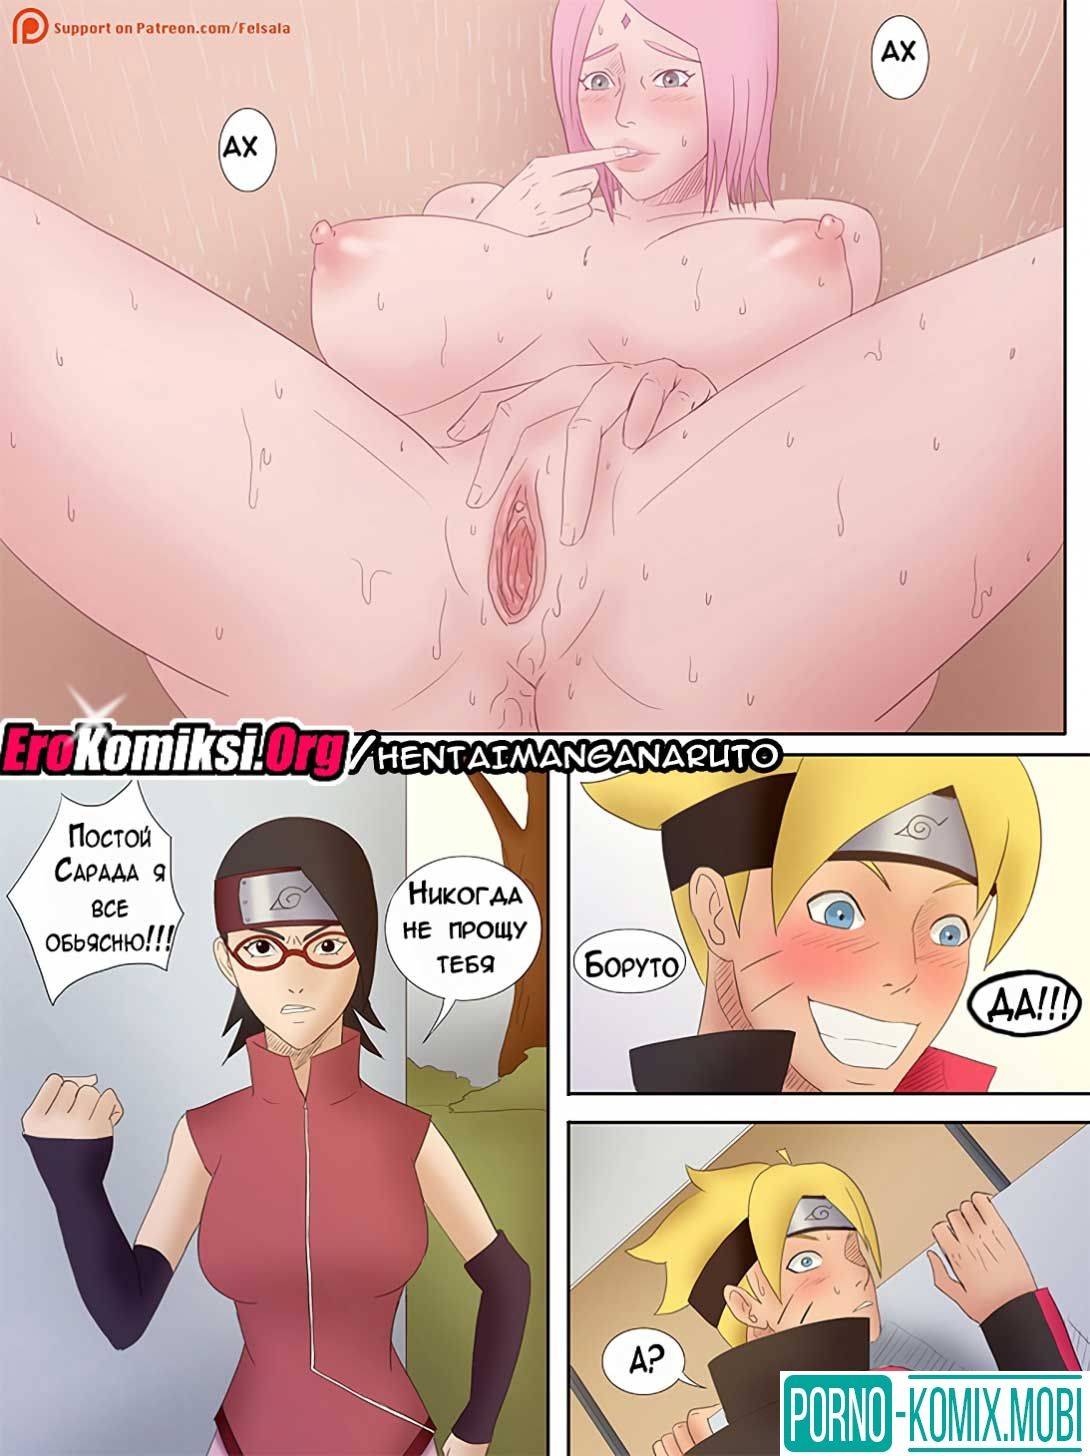 Support on Patreon.com/Felsala
АХ
АХ
EroKomiksi.Org/HENTAIMANGANARUTO
Постой
Сарада я
все
обьясню!!!
Никогда
не прощу
тебя
Боруто
ДА!!!
А?
PORNO-KOMIX.MOBI